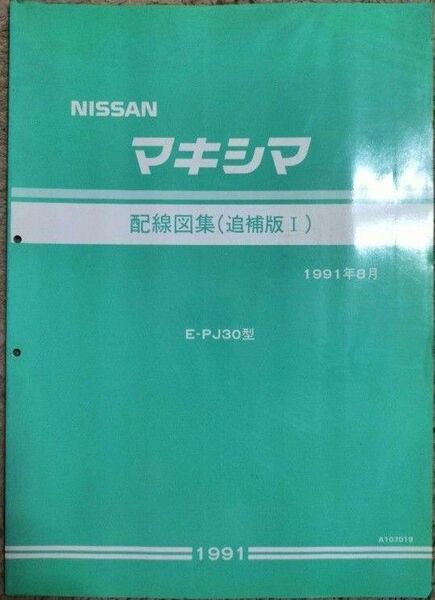 NISSAN
マキシマ
配線図集(追補版Ⅰ)
1991年8月
E-PJ30型
A107019
1991